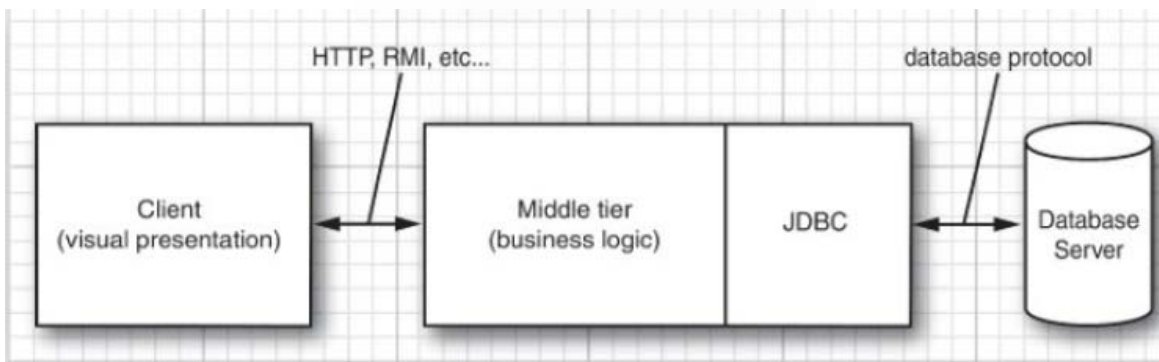 HTTP, RMI, etc...
database protocol
Client
(visual presentation)
Middle tier
(business logic)
JDBC
Database
Server